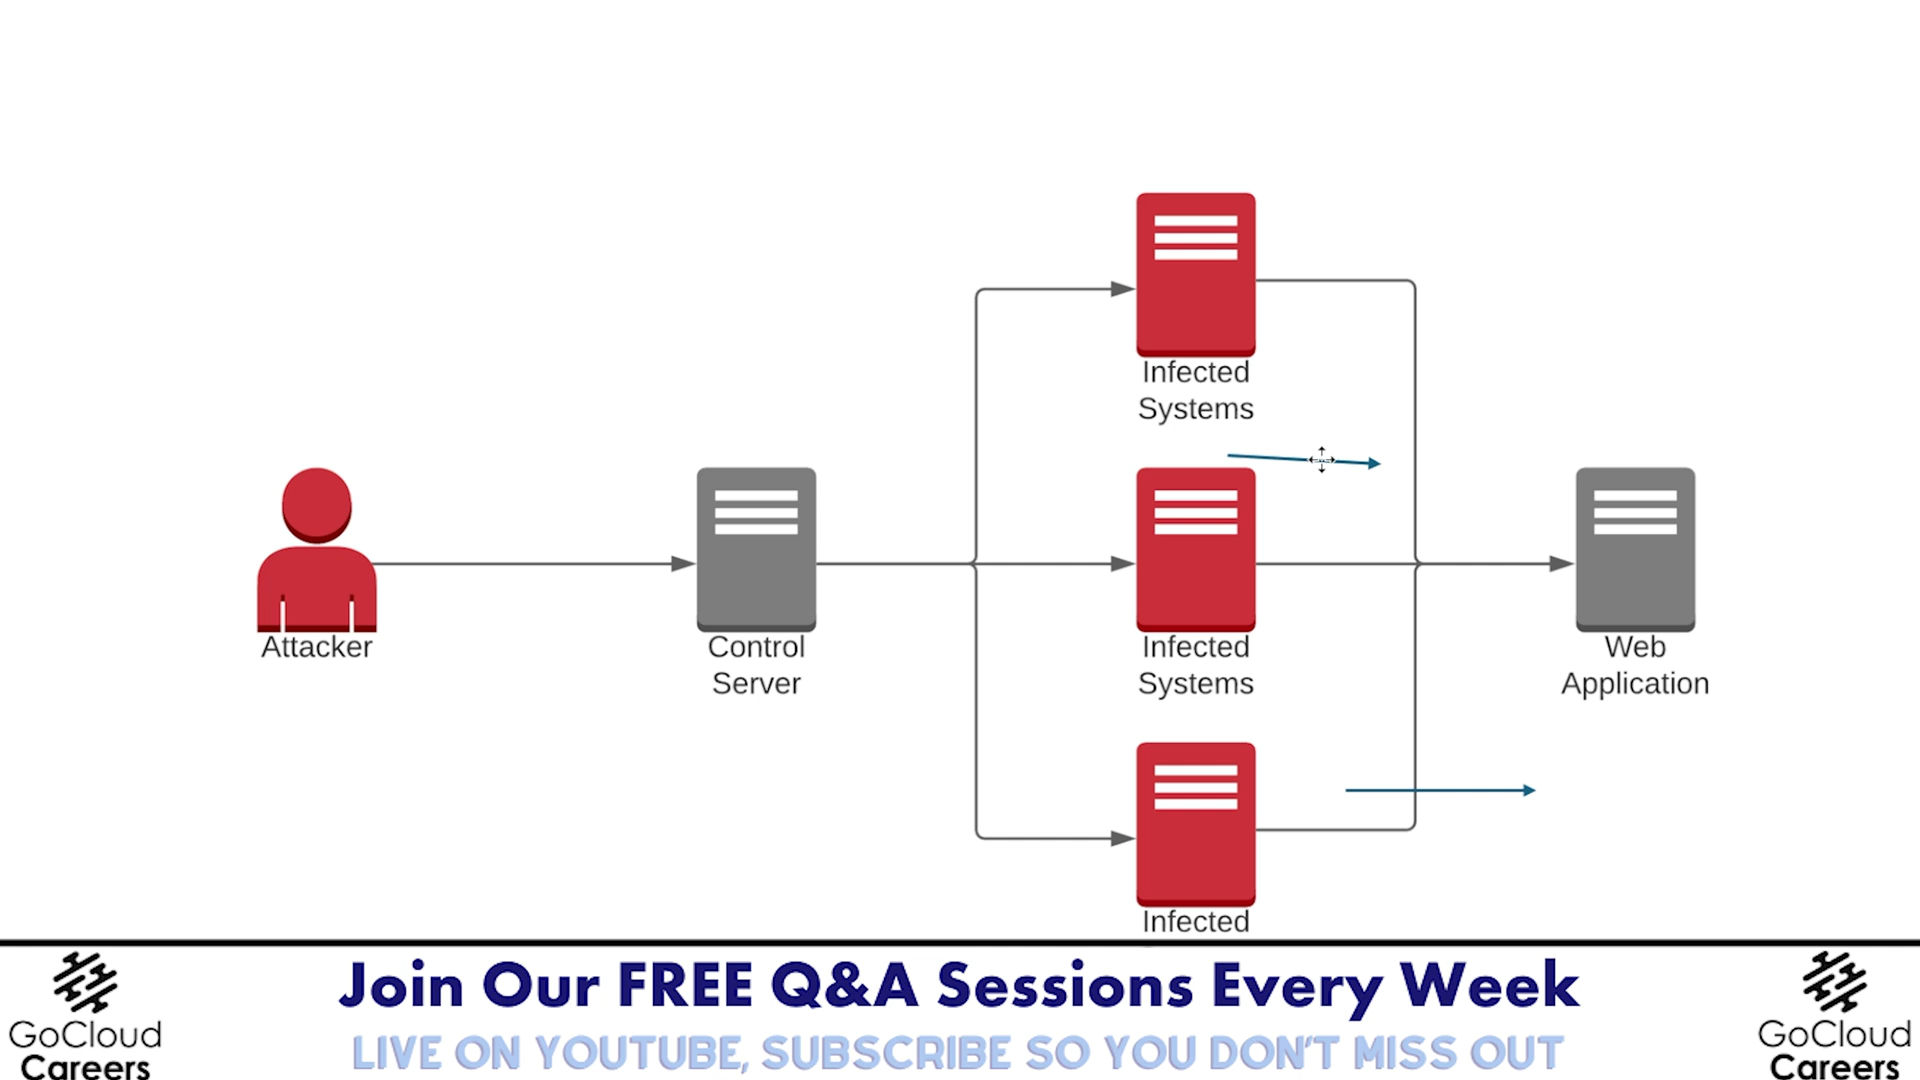 Infected
Systems
Attacker
Control
Server
Infected
Systems
Web
Application
Infected
Join Our FREE Q&A Sessions Every Week
LIVE ON YOUTUBE, SUBSCRIBE SO YOU DON'T MISS OUT
GoCloud
Careers
GoCloud
Careers